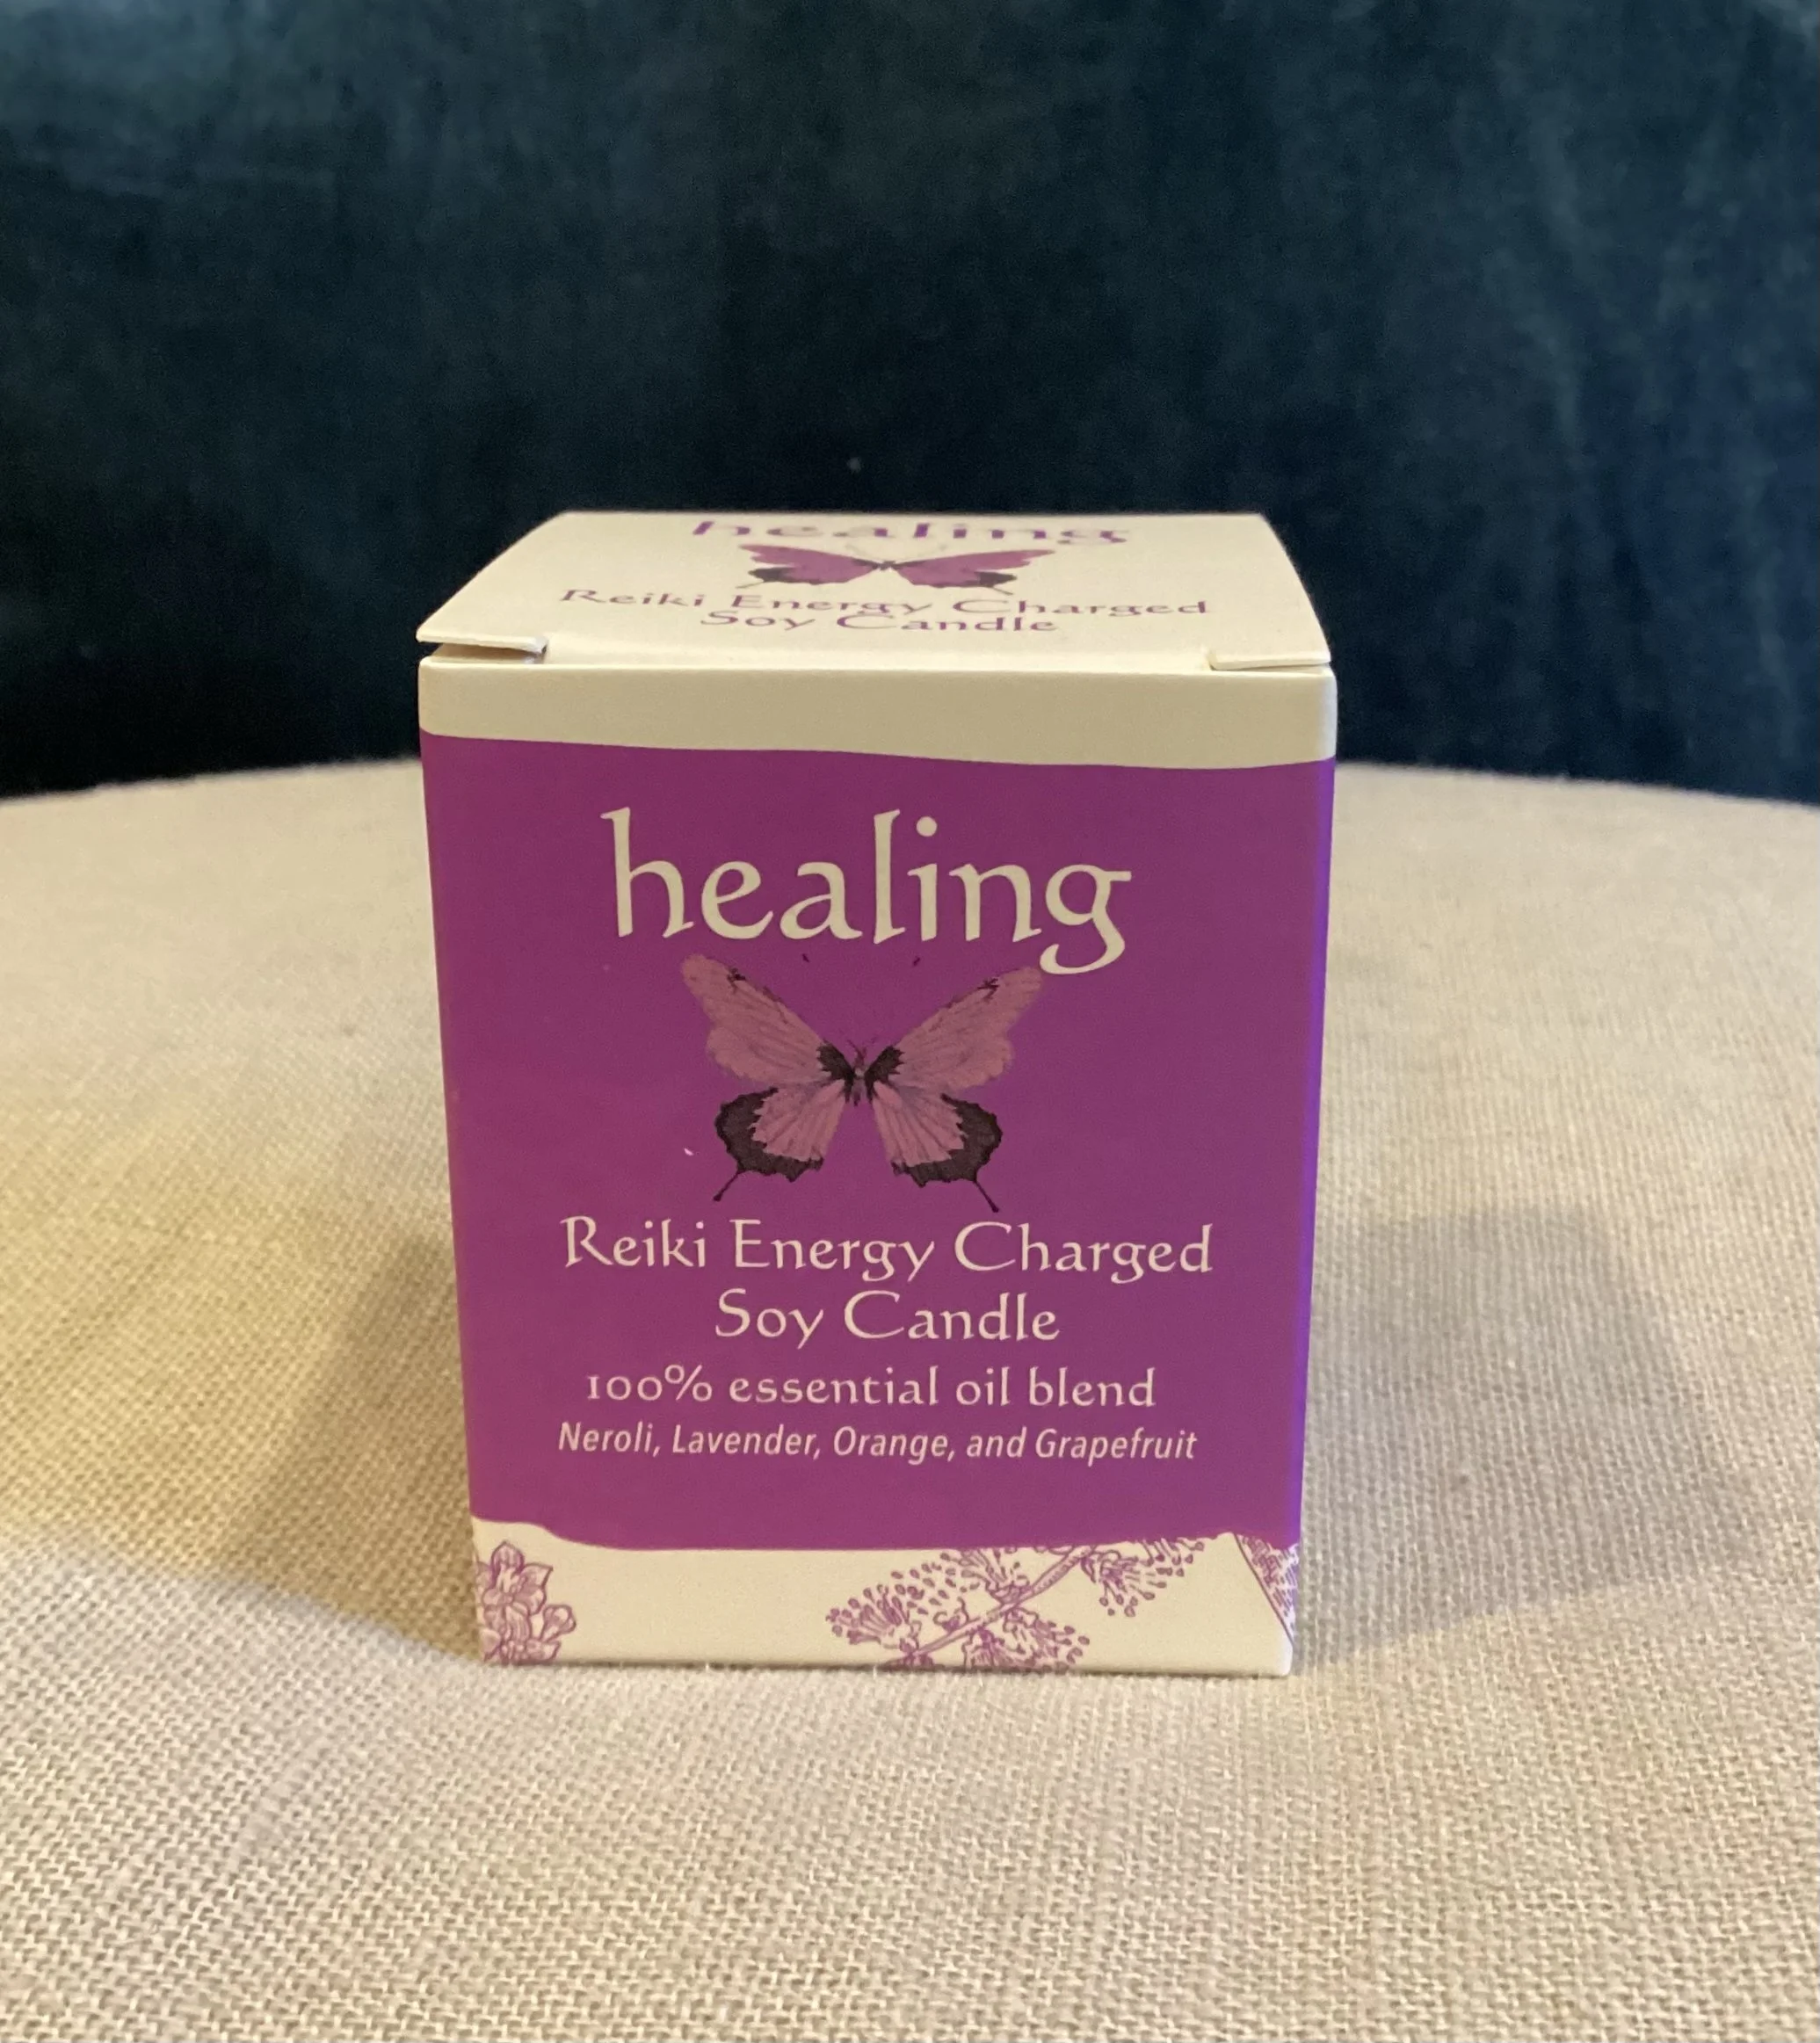 healing
Reiki Energy Charged
Soy Candle
healing
Reiki Energy Charged
Soy Candle
100% essential oil blend
Neroli, Lavender, Orange, and Grapefruit